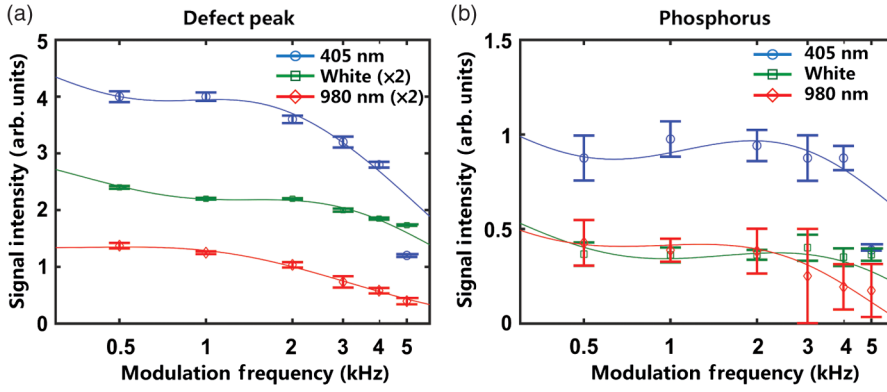 (a)
Defect peak
5
4
3
2
1
0
Signal intensity (arb. units)
405 nm
White (×2)
980 nm (×2)
0.5 1 2 3 4 5
Modulation frequency (kHz)
(b)
Phosphorus
1.5
1
0.5
0
Signal intensity (arb. units)
405 nm
White
980 nm
0.5 1 2 3 4 5
Modulation frequency (kHz)